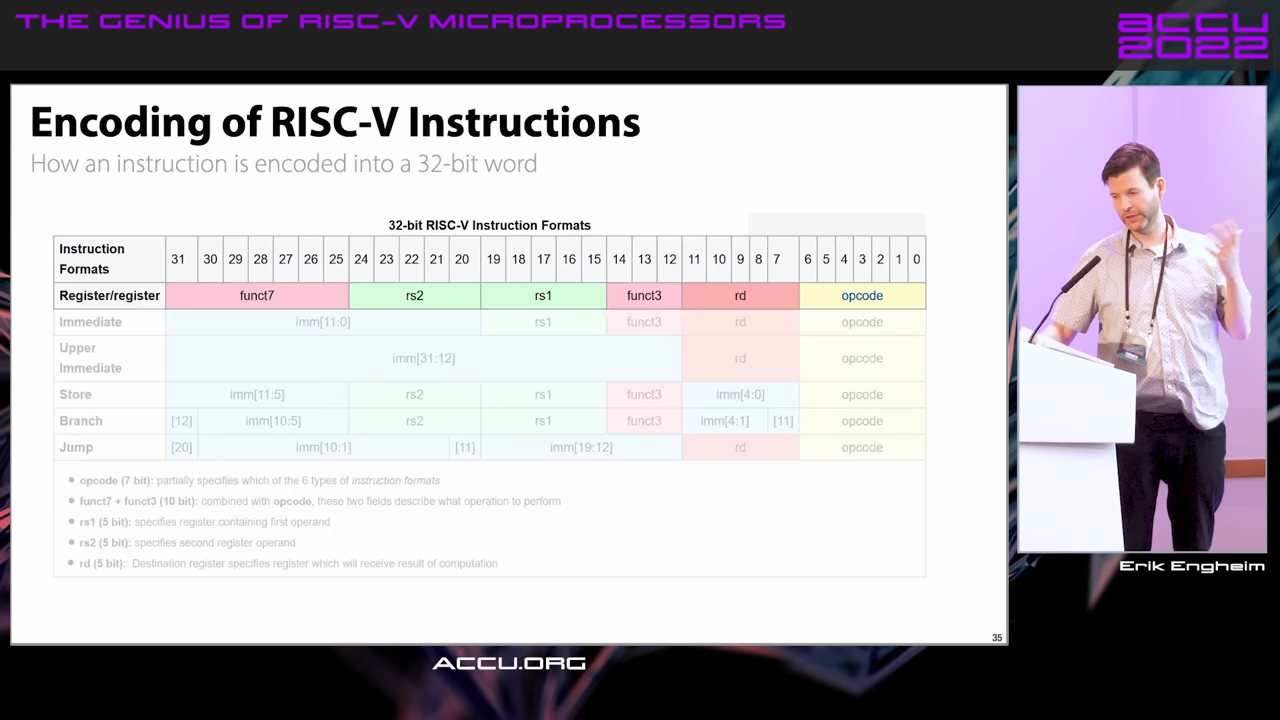 THE GENIUS OF RISC-V MICROPROCESSORS
ACCU
2022
Encoding of RISC-V Instructions
How an instruction is encoded into a 32-bit word
32-bit RISC-V Instruction Formats
Instruction Formats 31 30 29 28 27 26 25 24 23 22 21 20 19 18 17 16 15 14 13 12 11 10 9 8 7 6 5 4 3 2 1 0
Register/register funct7 rs2 rs1 funct3 rd opcode
Immediate imm[11:0] rs1 funct3 rd opcode
Upper Immediate imm[31:12] rd opcode
Store imm[11:5] rs2 rs1 funct3 imm[4:0] opcode
Branch [12] imm[10:5] rs2 rs1 funct3 imm[4:1] [11] opcode
Jump [20] imm[10:1] [11] imm[19:12] rd opcode
● opcode (7 bit): partially specifies which of the 6 types of instruction formats
● funct7 + funct3 (10 bit): combined with opcode, these two fields describe what operation to perform
● rs1 (5 bit): specifies register containing first operand
● rs2 (5 bit): specifies second register operand
● rd (5 bit):: Destination register specifies register which will receive result of computation
35
Erik Engheim
ACCU.ORG